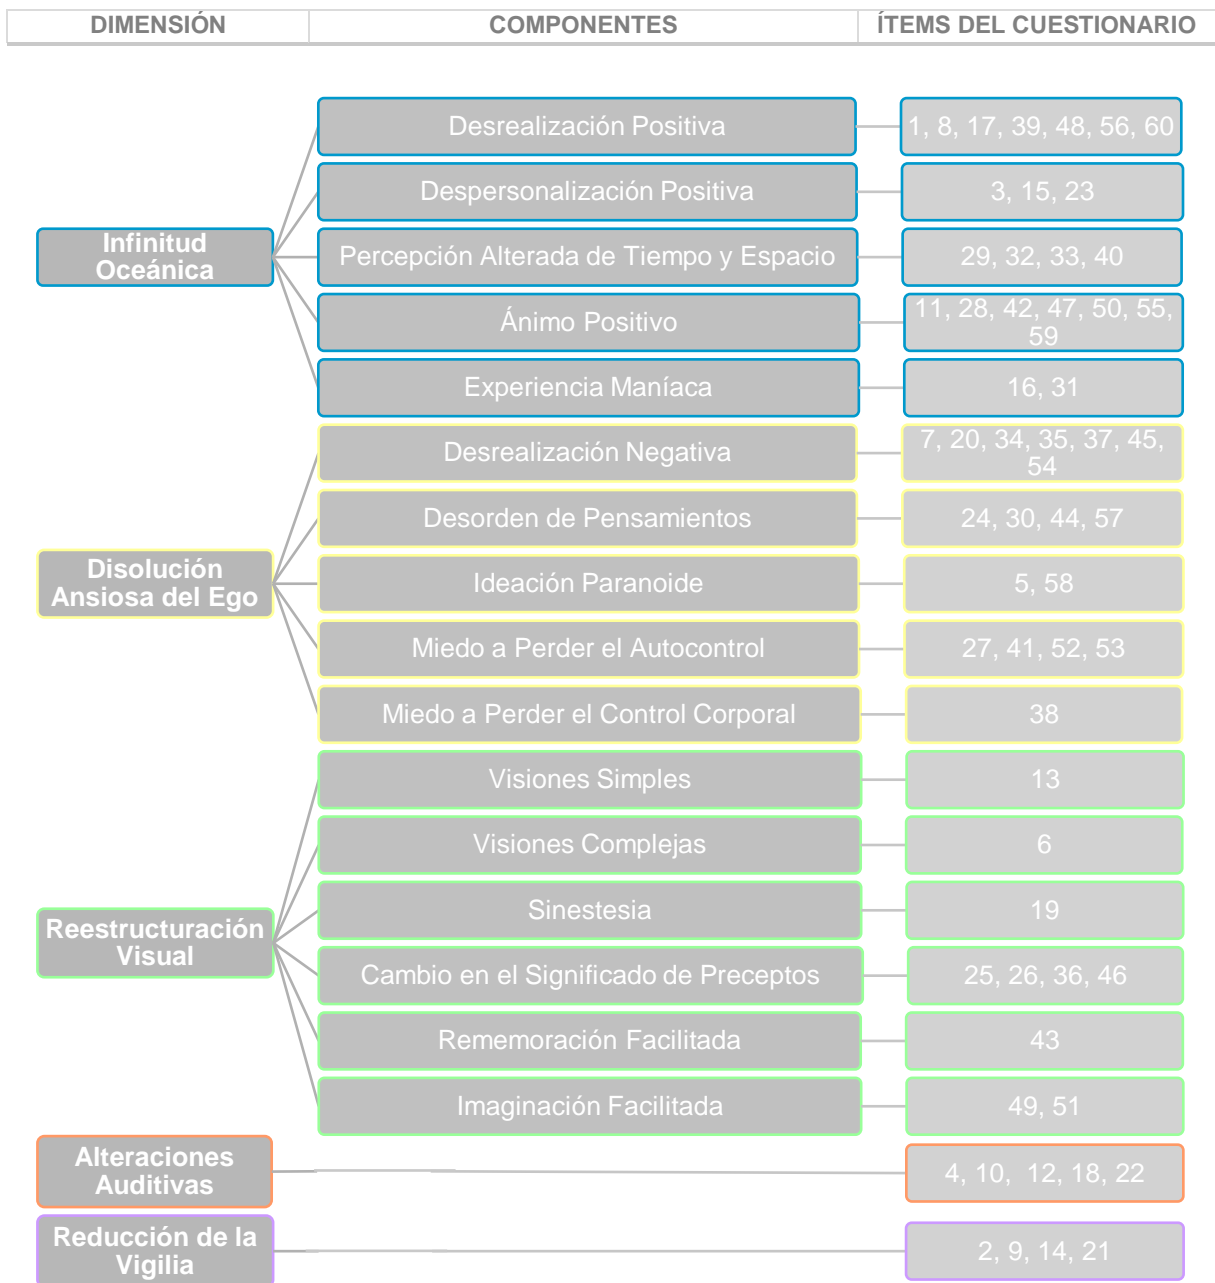 DIMENSIÓN
COMPONENTES
ÍTEMS DEL CUESTIONARIO
Infinitud
Oceánica
Desrealización Positiva
1, 8, 17, 39, 48, 56, 60
Despersonalización Positiva
3, 15, 23
Percepción Alterada de Tiempo y Espacio
29, 32, 33, 40
Ánimo Positivo
11, 28, 42, 47, 50, 55,
59
Experiencia Maníaca
16, 31
Disolución
Ansiosa del Ego
Desrealización Negativa
7, 20, 34, 35, 37, 45,
54
Desorden de Pensamientos
24, 30, 44, 57
Ideación Paranoide
5, 58
Miedo a Perder el Autocontrol
27, 41, 52, 53
Miedo a Perder el Control Corporal
38
Reestructuración
Visual
Visiones Simples
13
Visiones Complejas
6
Sinestesia
19
Cambio en el Significado de Preceptos
25, 26, 36, 46
Rememoración Facilitada
43
Imaginación Facilitada
49, 51
Alteraciones
Auditivas
4, 10, 12, 18, 22
Reducción de la
Vigilia
2, 9, 14, 21